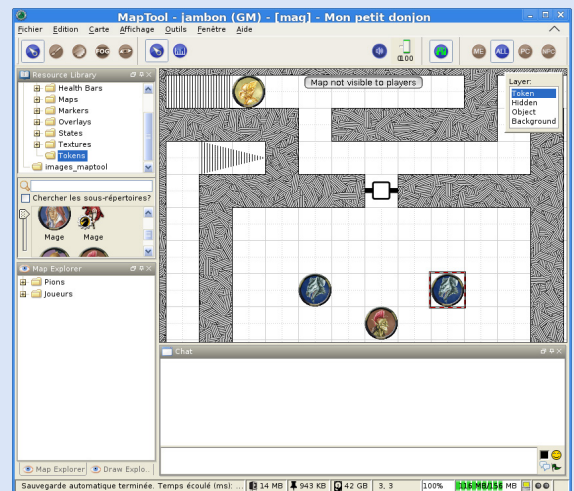 MapTool - jambon (GM) - [mag] - Mon petit donjon
Fichier Edition Carte Affichage Outils Fenêtre Aide
FOG
0.00
ME ALL PC NPC
Resource Library
Health Bars
Maps
Markers
Overlays
States
Textures
Tokens
images_maptool
Chercher les sous-répertoires?
Mage Mage
Map Explorer
Pions
Joueurs
Map Explorer Draw Explo...
Map not visible to players
Layer:
Token
Hidden
Object
Background
Chat
Sauvegarde automatique terminée. Temps écoulé (ms): ... 14 MB 943 KB 42 GB 3, 3 100% 116 MB/156 MB